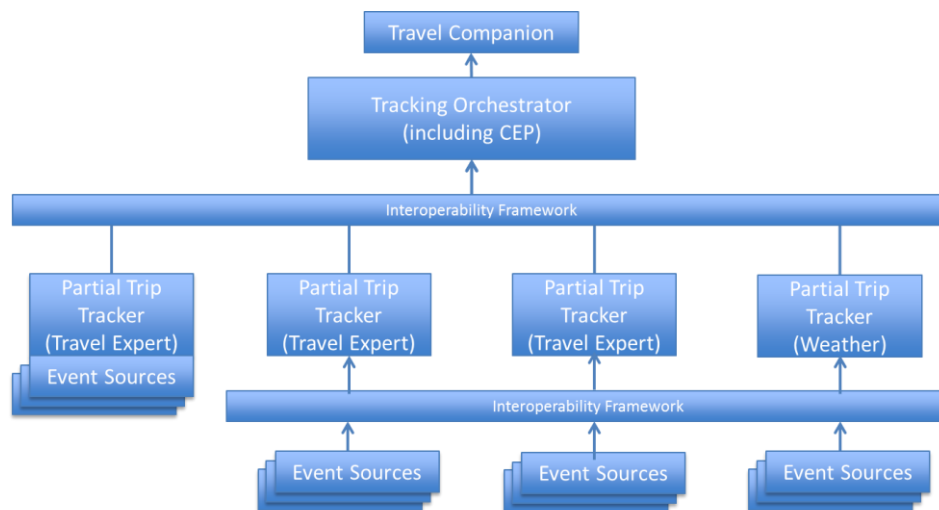 Travel Companion
Tracking Orchestrator
(including CEP)
Interoperability Framework
Partial Trip
Tracker
(Travel Expert)
Event Sources
Partial Trip
Tracker
(Travel Expert)
Partial Trip
Tracker
(Travel Expert)
Partial Trip
Tracker
(Weather)
Interoperability Framework
Event Sources
Event Sources
Event Sources